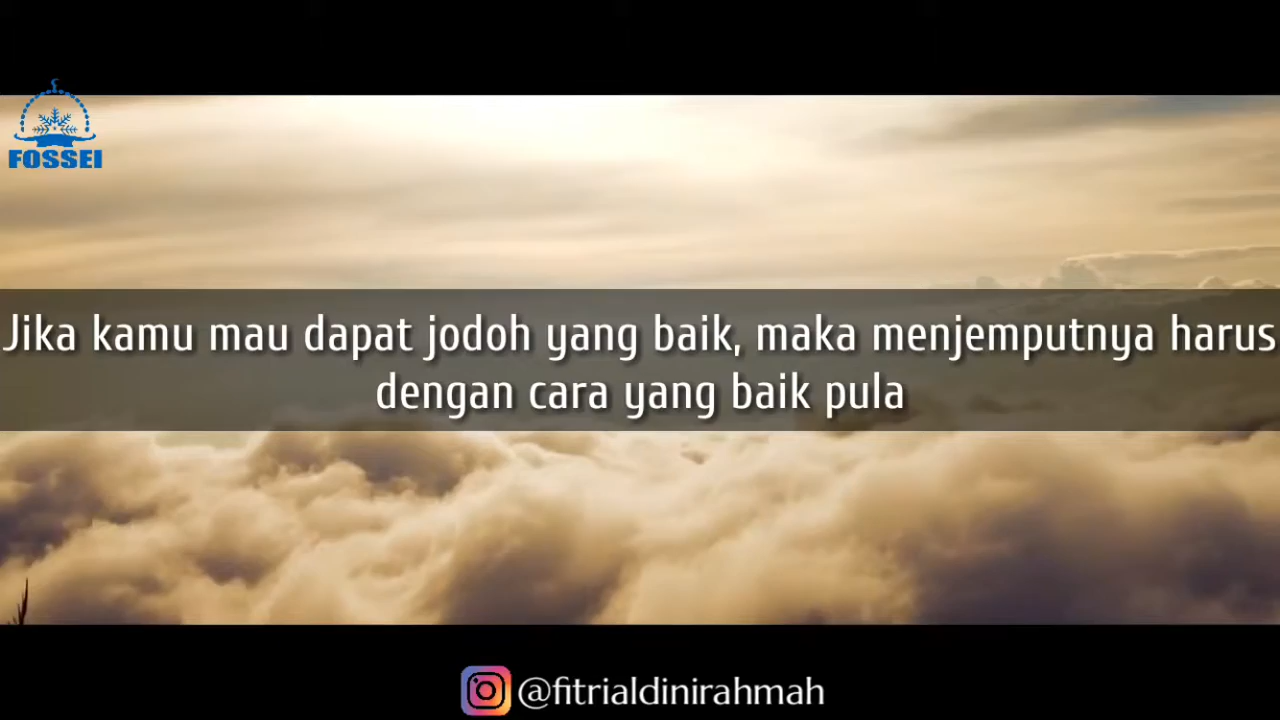 FOSSEI
Jika kamu mau dapat jodoh yang baik, maka menjemputnya harus
dengan cara yang baik pula
@fitrialdinirahmah